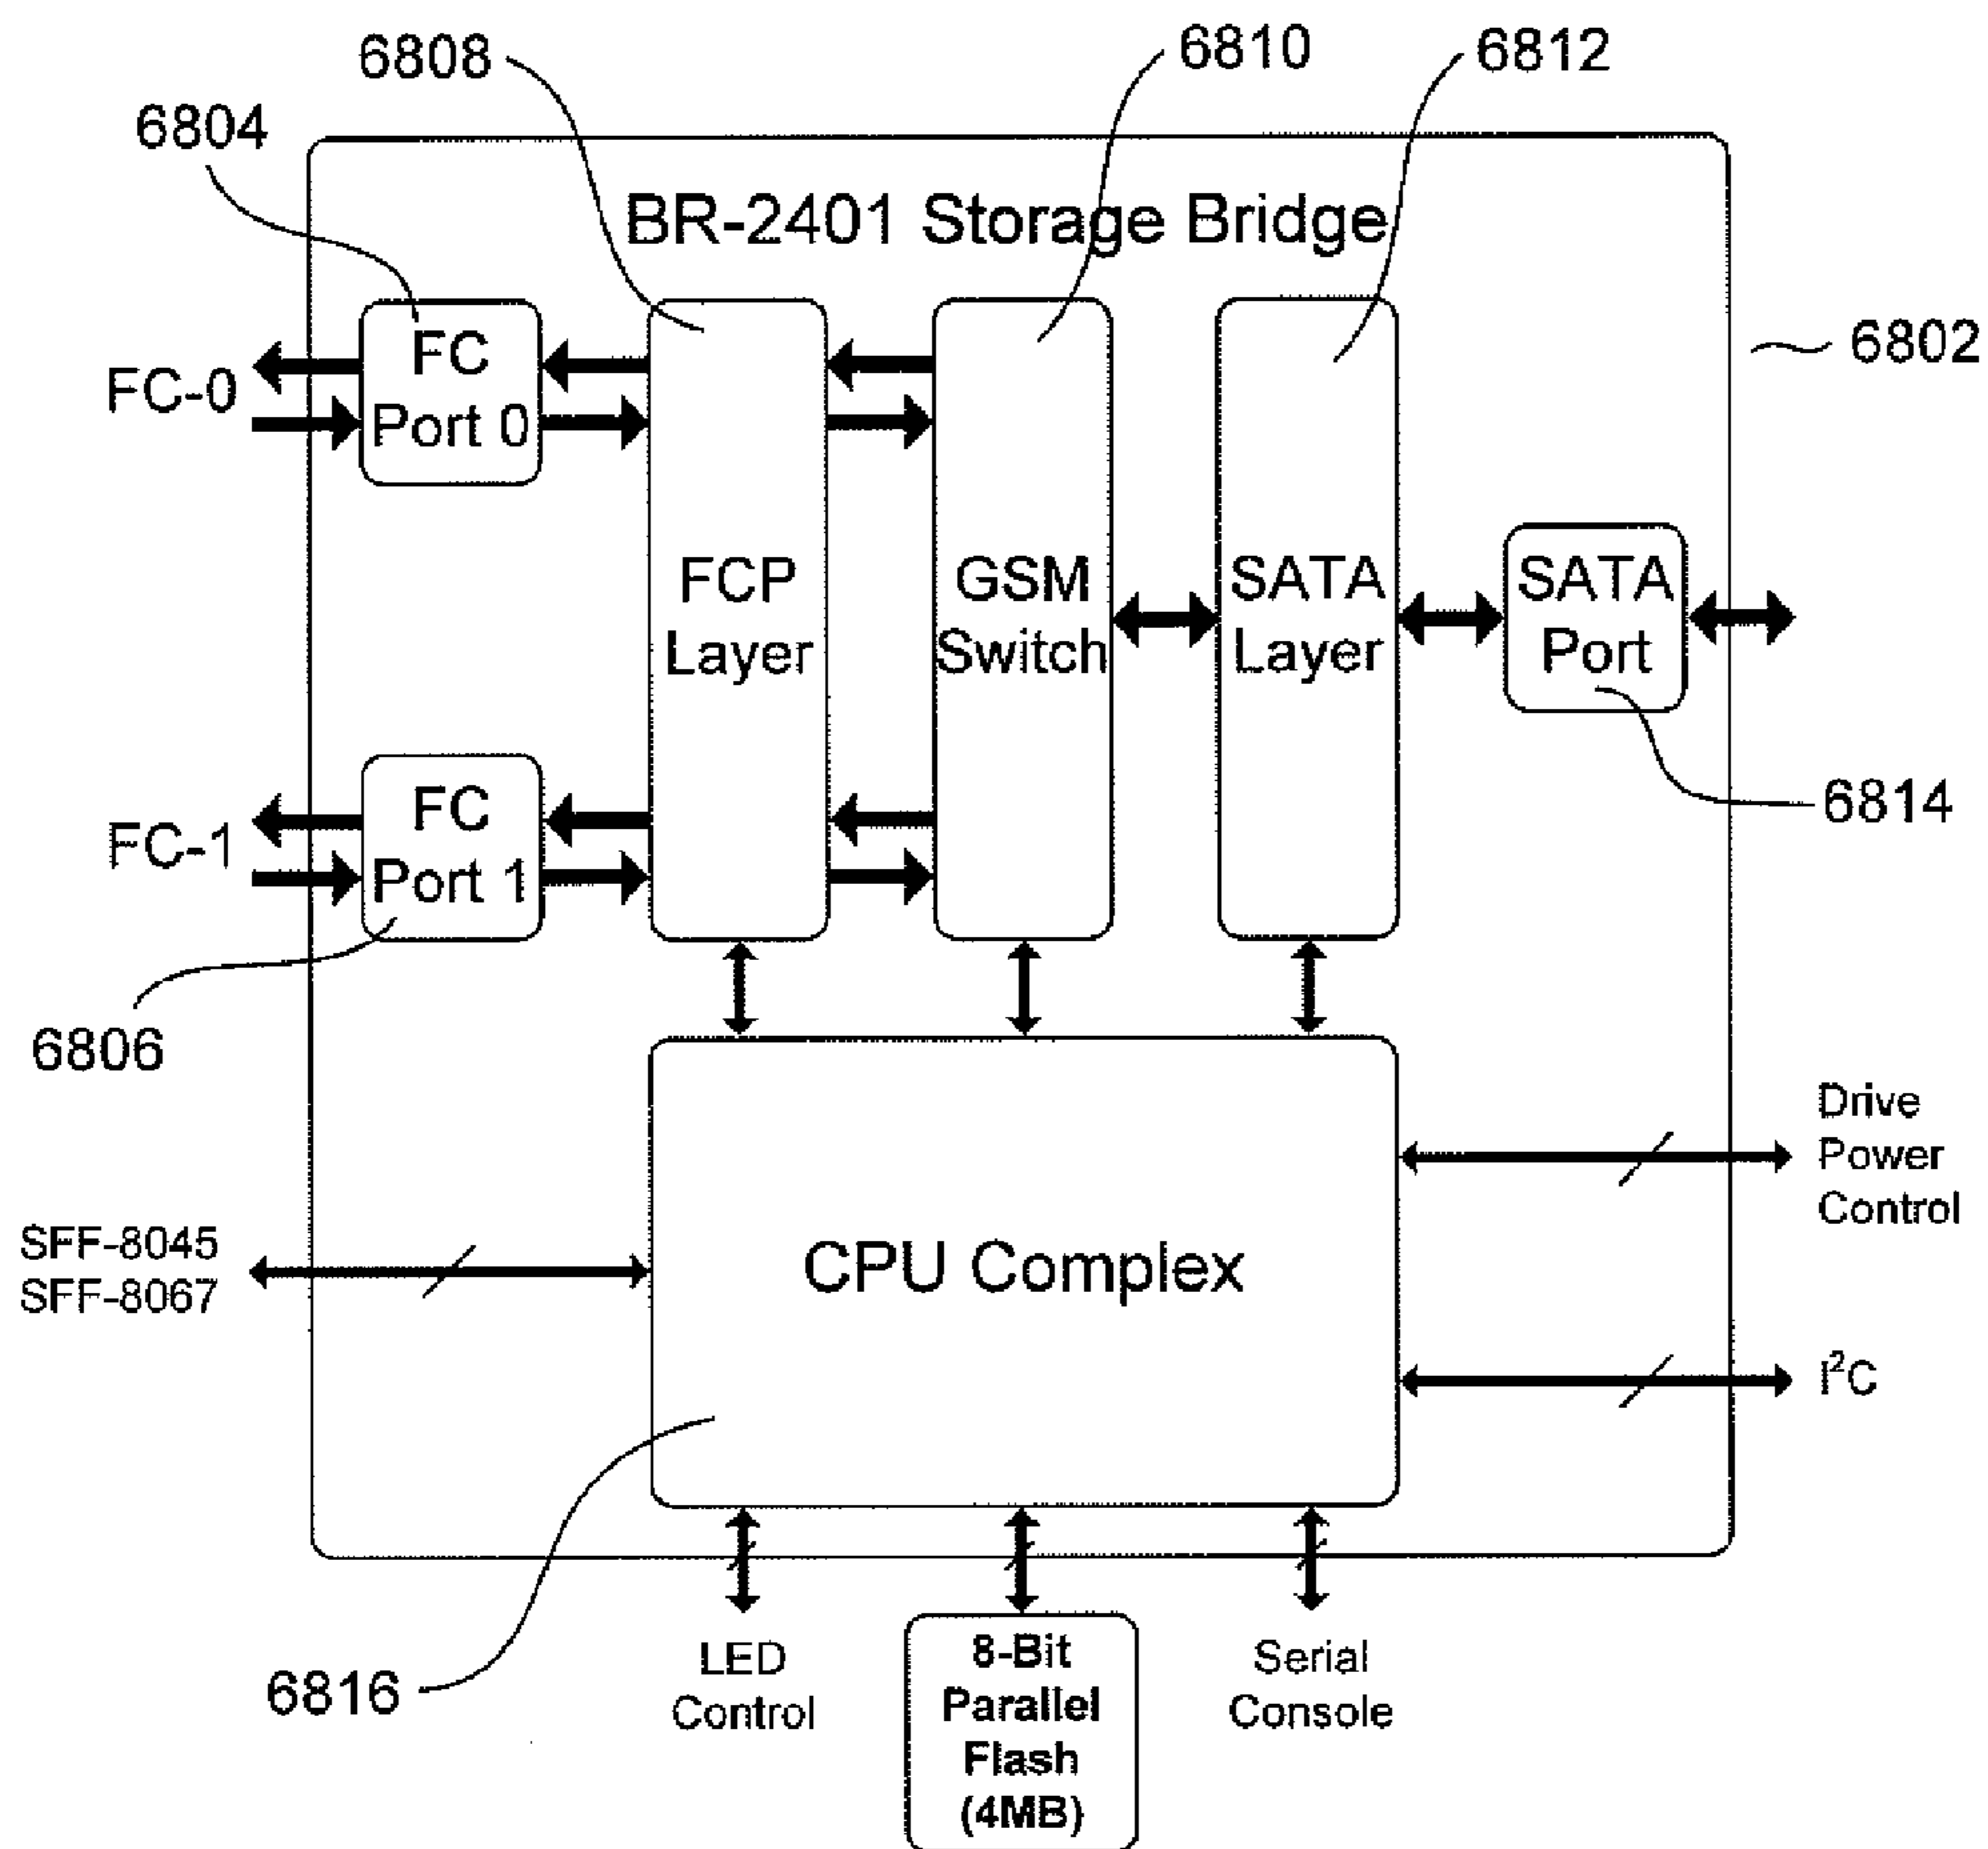 6808
6810
6812
6804
BR-2401 Storage Bridge
6802
FC-0
FC
Port 0
FCP
Layer
GSM
Switch
SATA
Layer
SATA
Port
6814
FC-1
FC
Port 1
6806
Drive
Power
Control
SFF-8045
SFF-8067
CPU Complex
I²C
6816
LED
Control
8-Bit
Parallel
Flash
(4MB)
Serial
Console